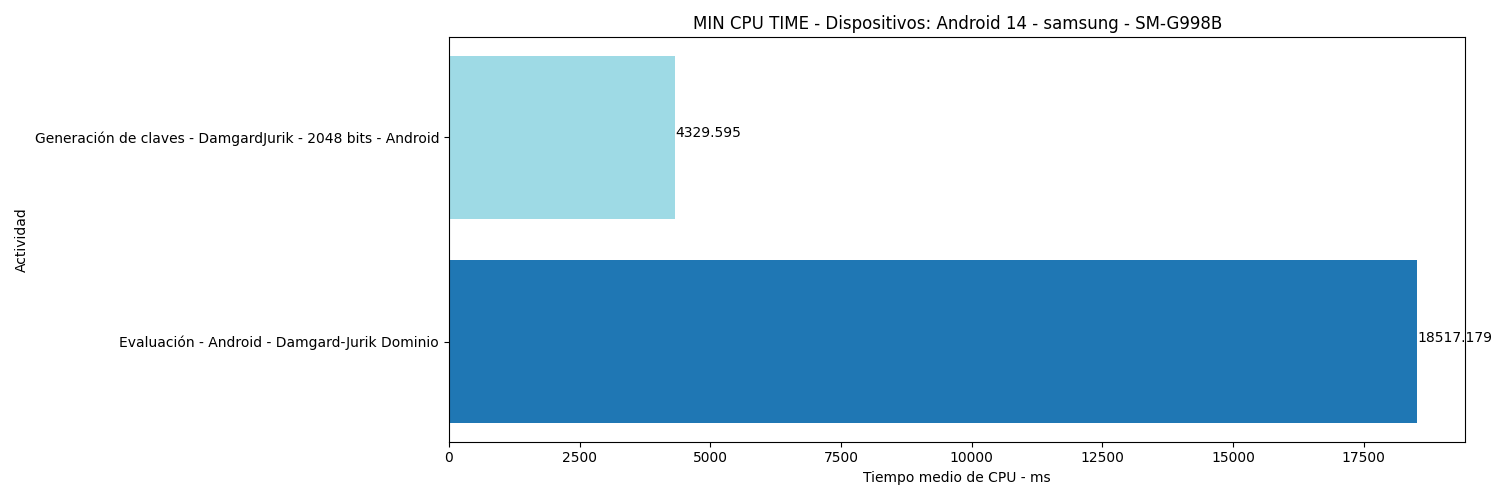 MIN CPU TIME - Dispositivos: Android 14 - samsung - SM-G998B
Generación de claves - DamgardJurik - 2048 bits - Android
4329.595
Actividad
Evaluación - Android - Damgard-Jurik Dominio
18517.179
0 2500 5000 7500 10000 12500 15000 17500
Tiempo medio de CPU - ms